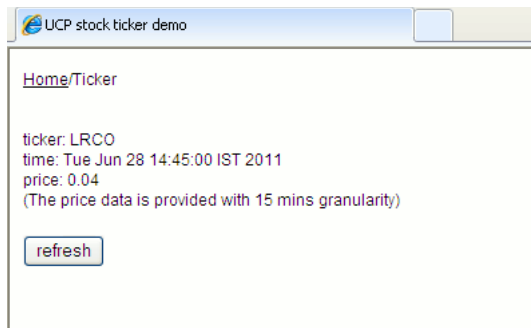 UCP stock ticker demo
Home/Ticker
ticker: LRCO
time: Tue Jun 28 14:45:00 IST 2011
price: 0.04
(The price data is provided with 15 mins granularity)
refresh